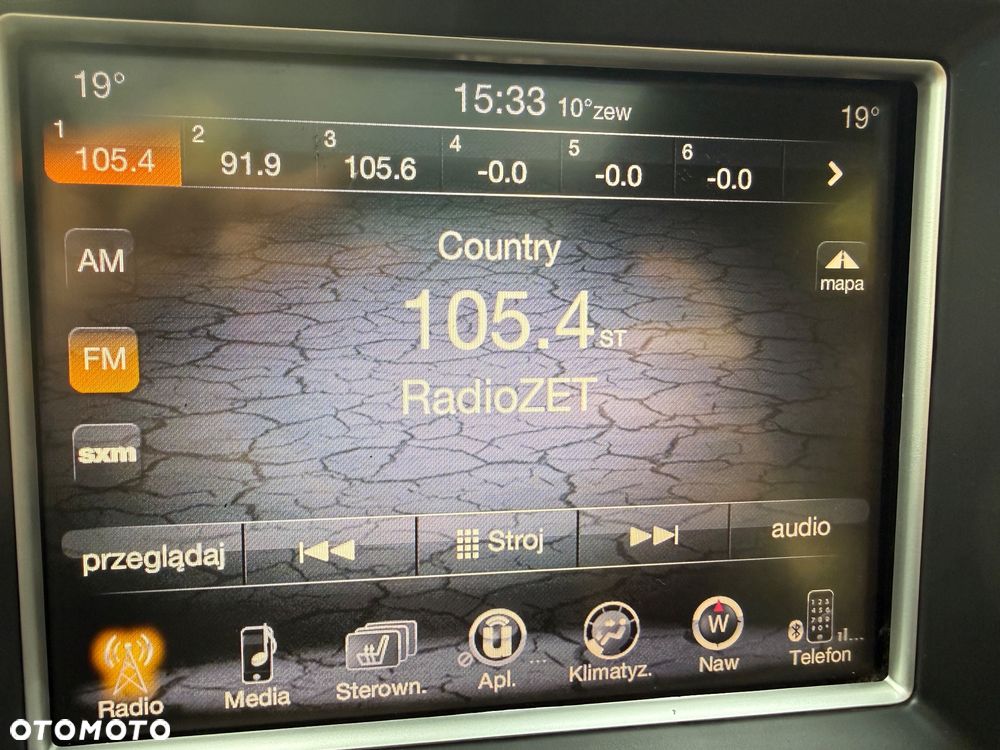 19°
15:33 10°zew
19°
1 105.4
2 91.9
3 105.6
4 -0.0
5 -0.0
6 -0.0
AM
Country
mapa
105.4 ST
FM
RadioZET
sxm
przeglądaj
Stroj
audio
Radio
Media
Sterown.
Apl.
...
Klimatyz.
W
Naw
Telefon
OTOMOTO